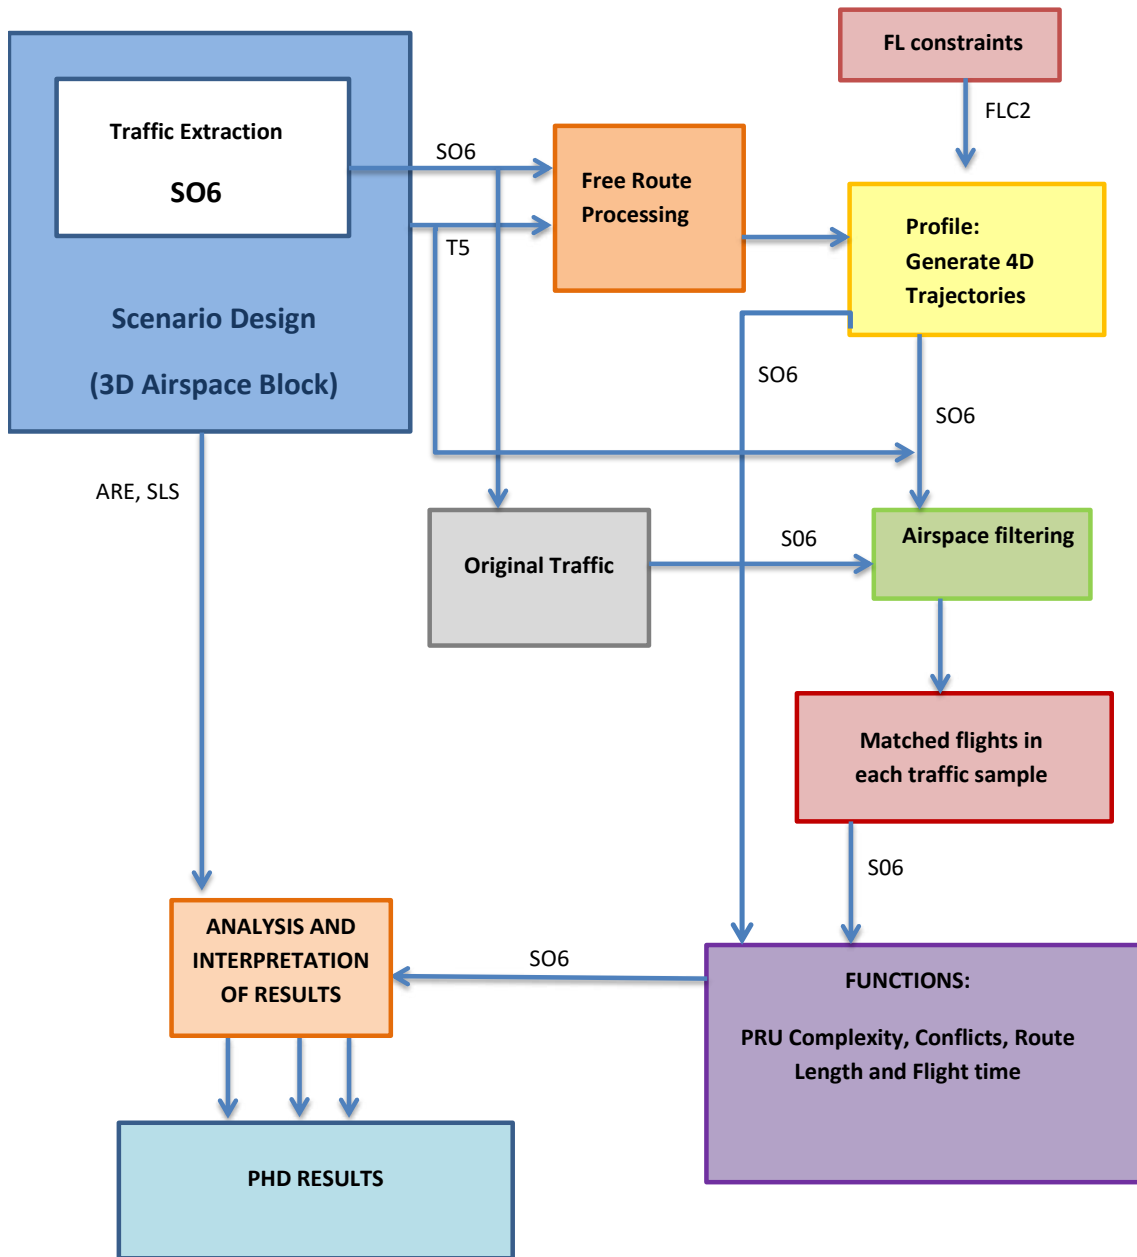 FL constraints
FLC2
Traffic Extraction
SO6
SO6
Free Route
Processing
T5
Profile:
Generate 4D
Trajectories
Scenario Design
(3D Airspace Block)
SO6
SO6
ARE, SLS
Original Traffic
S06
Airspace filtering
Matched flights in
each traffic sample
S06
ANALYSIS AND
INTERPRETATION
OF RESULTS
SO6
FUNCTIONS:
PRU Complexity, Conflicts, Route
Length and Flight time
PHD RESULTS